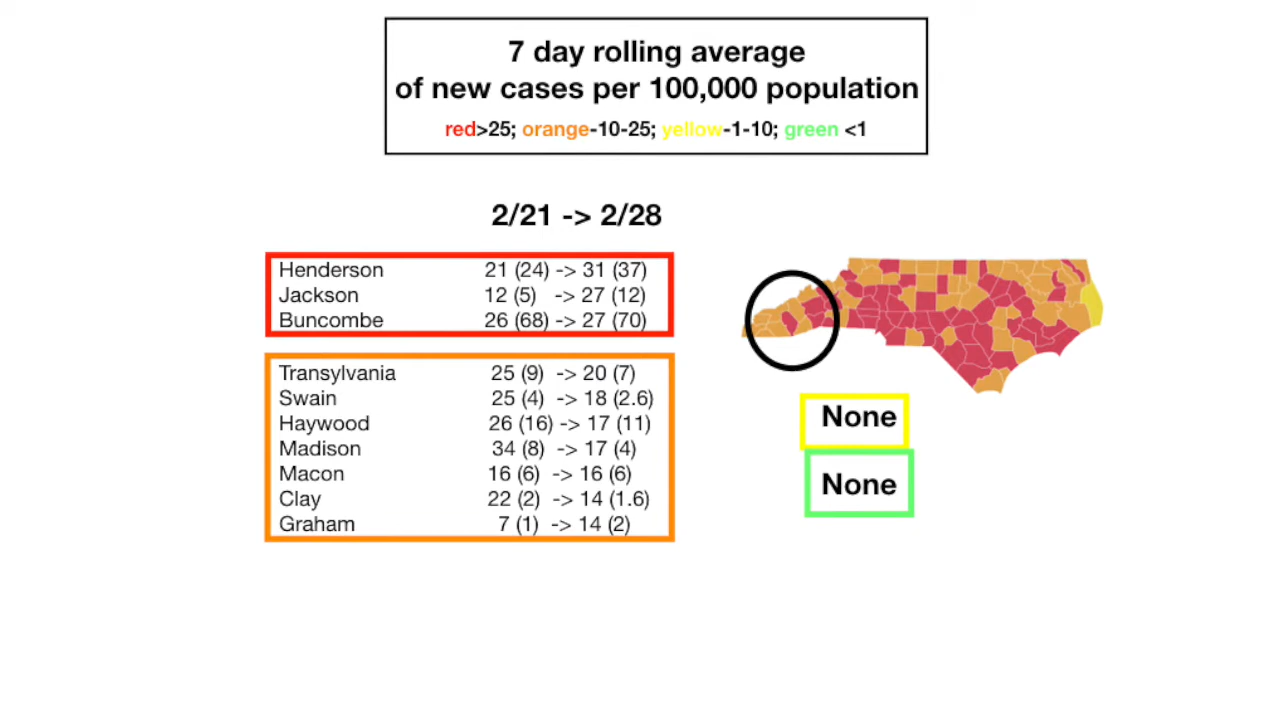 7 day rolling average
of new cases per 100,000 population
red>25; orange-10-25; yellow-1-10; green <1
2/21 -> 2/28
Henderson 21 (24) -> 31 (37)
Jackson 12 (5) -> 27 (12)
Buncombe 26 (68) -> 27 (70)
Transylvania 25 (9) -> 20 (7)
Swain 25 (4) -> 18 (2.6)
Haywood 26 (16) -> 17 (11)
Madison 34 (8) -> 17 (4)
Macon 16 (6) -> 16 (6)
Clay 22 (2) -> 14 (1.6)
Graham 7 (1) -> 14 (2)
None
None